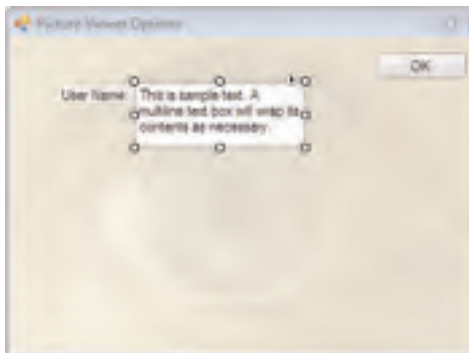 Picture Viewer Options
OK
User Name: This is sample text. A
multiline text box will wrap its
contents as necessary.